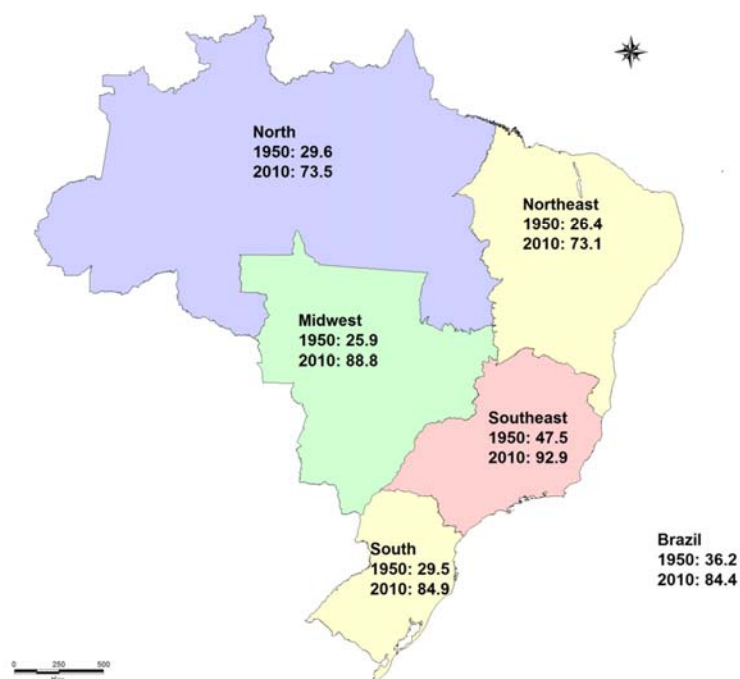 North
1950: 29.6
2010: 73.5
Northeast
1950: 26.4
2010: 73.1
Midwest
1950: 25.9
2010: 88.8
Southeast
1950: 47.5
2010: 92.9
South
1950: 29.5
2010: 84.9
Brazil
1950: 36.2
2010: 84.4
0 250 500